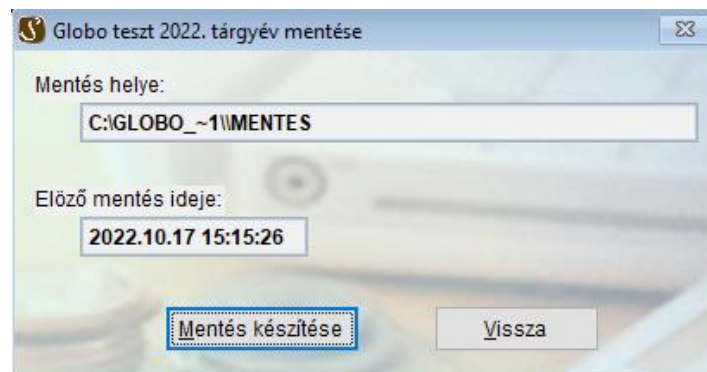 Globo teszt 2022. tárgyév mentése
Mentés helye:
C:\GLOBO_~1\\MENTES
Elöző mentés ideje:
2022.10.17 15:15:26
Mentés készítése
Vissza